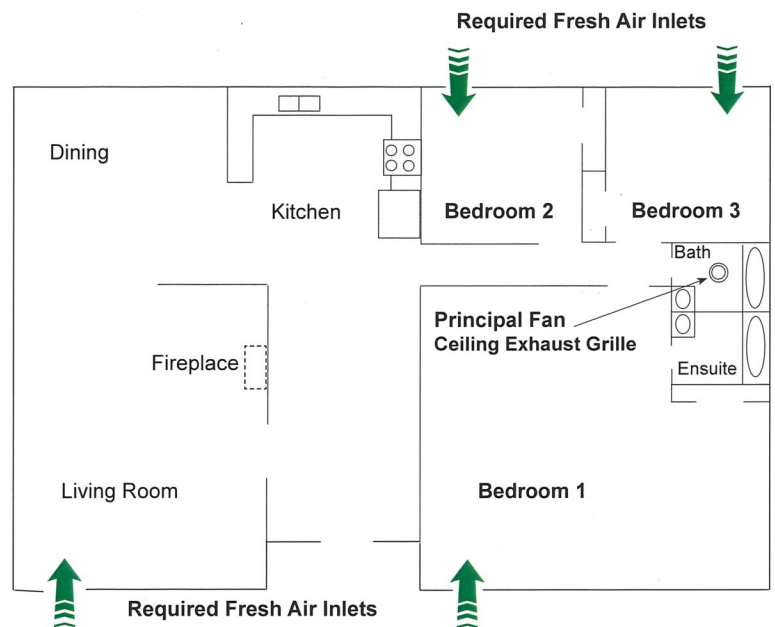 Required Fresh Air Inlets
Dining
Kitchen
Bedroom 2
Bedroom 3
Bath
Principal Fan
Ceiling Exhaust Grille
Fireplace
Ensuite
Living Room
Bedroom 1
Required Fresh Air Inlets